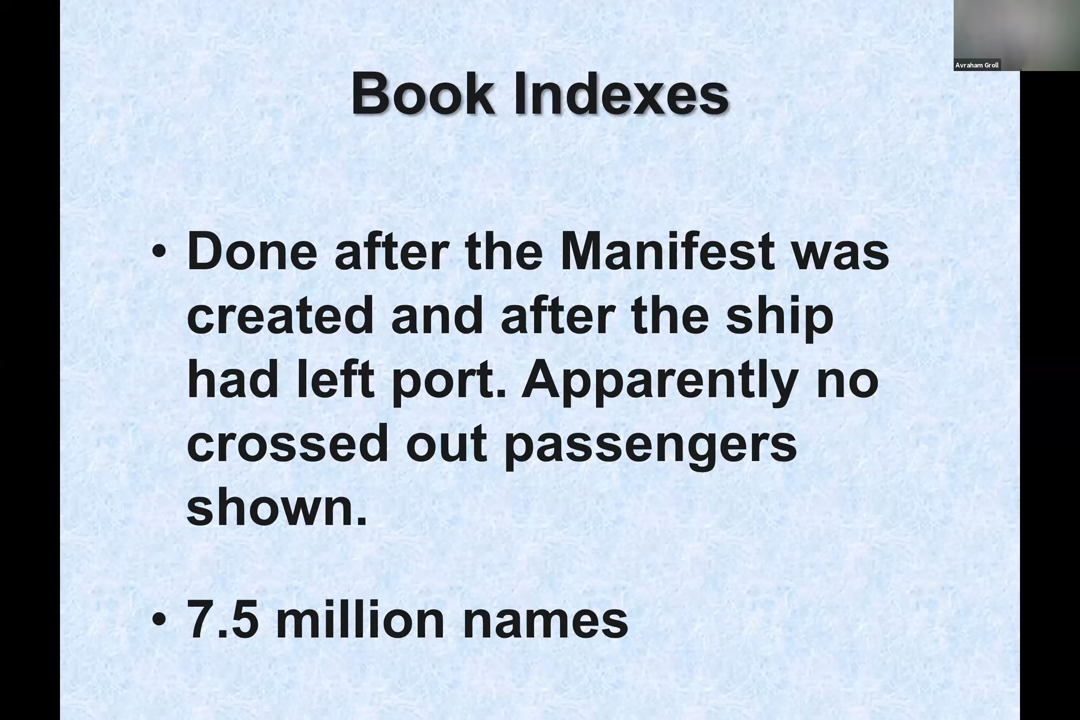 Avraham Groll
Book Indexes
• Done after the Manifest was
created and after the ship
had left port. Apparently no
crossed out passengers
shown.
• 7.5 million names